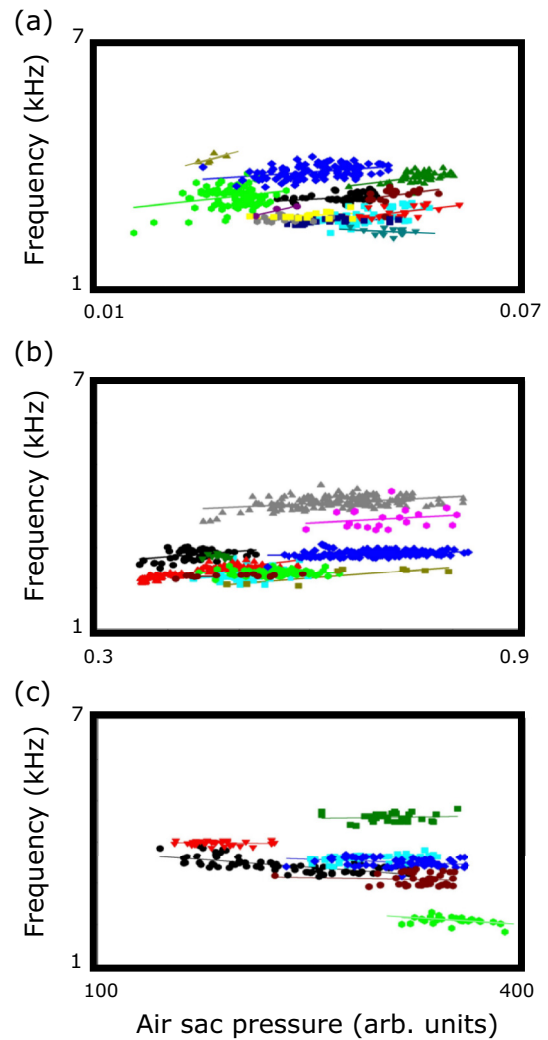 (a)
7
Frequency (kHz)
1
0.01
0.07
(b)
7
Frequency (kHz)
1
0.3
0.9
(c)
7
Frequency (kHz)
1
100
400
Air sac pressure (arb. units)